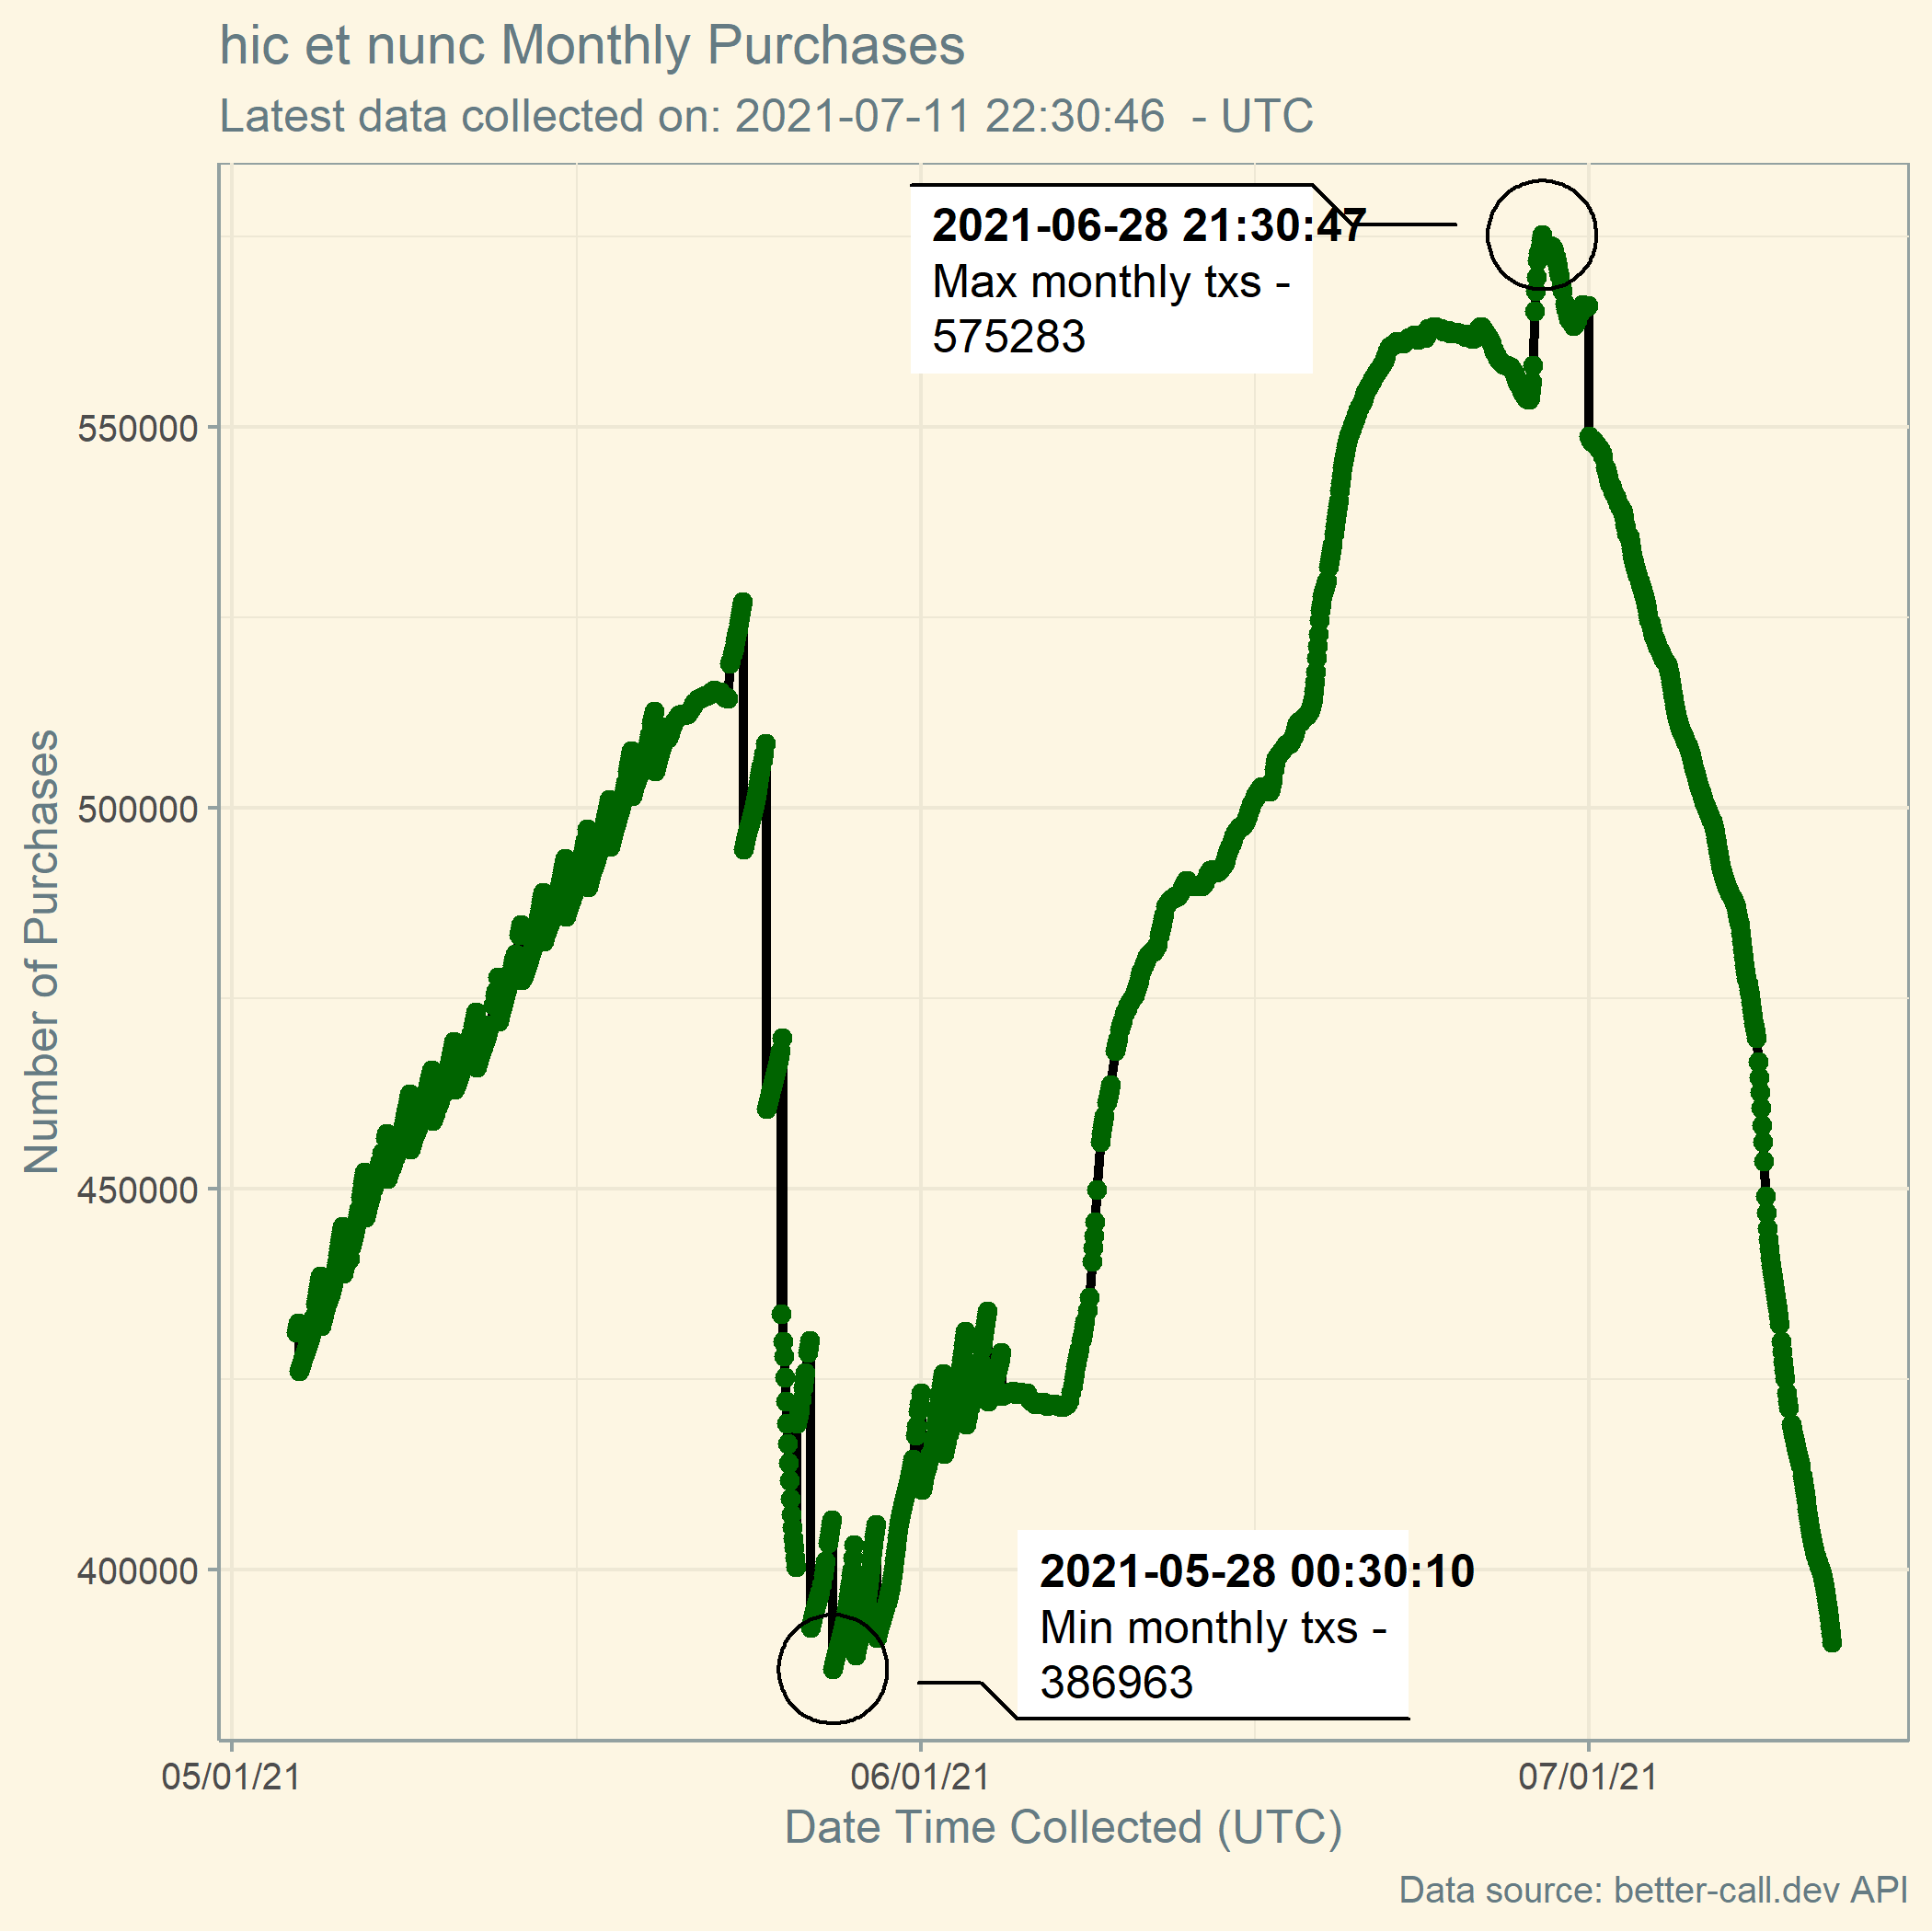 hic et nunc Monthly Purchases
Latest data collected on: 2021-07-11 22:30:46  - UTC
2021-06-28 21:30:47
Max monthly txs -
575283
550000
500000
450000
400000
Number of Purchases
2021-05-28 00:30:10
Min monthly txs -
386963
05/01/21
06/01/21
07/01/21
Date Time Collected (UTC)
Data source: better-call.dev API